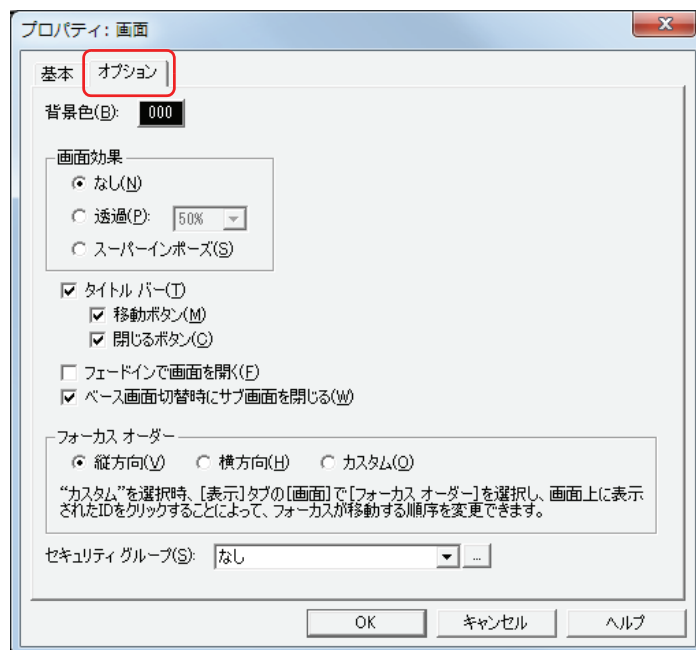 プロパティ: 画面
基本 オプション
背景色(B): 000
画面効果
なし(N)
透過(P): 50%
スーパーインポーズ(S)
タイトル バー(T)
移動ボタン(M)
閉じるボタン(C)
フェードインで画面を開く(F)
ベース画面切替時にサブ画面を閉じる(W)
フォーカス オーダー
縦方向(V) 横方向(H) カスタム(O)
“カスタム”を選択時、[表示]タブの[画面]で[フォーカス オーダー]を選択し、画面上に表示
されたIDをクリックすることによって、フォーカスが移動する順序を変更できます。
セキュリティ グループ(S): なし ...
OK キャンセル ヘルプ